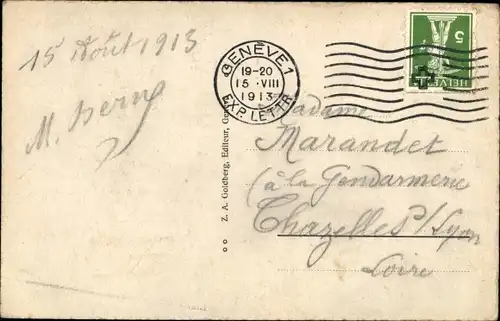 15 Août 1913
GENÈVE 1
19-20
15·VIII
1913
EXP. LETTR.
5
HELVETIA
M.
Z. A. Goldberg, Editeur,
Madame
Marandet
(à la Gendarmerie
Chazelles s/ Lyon
Loire